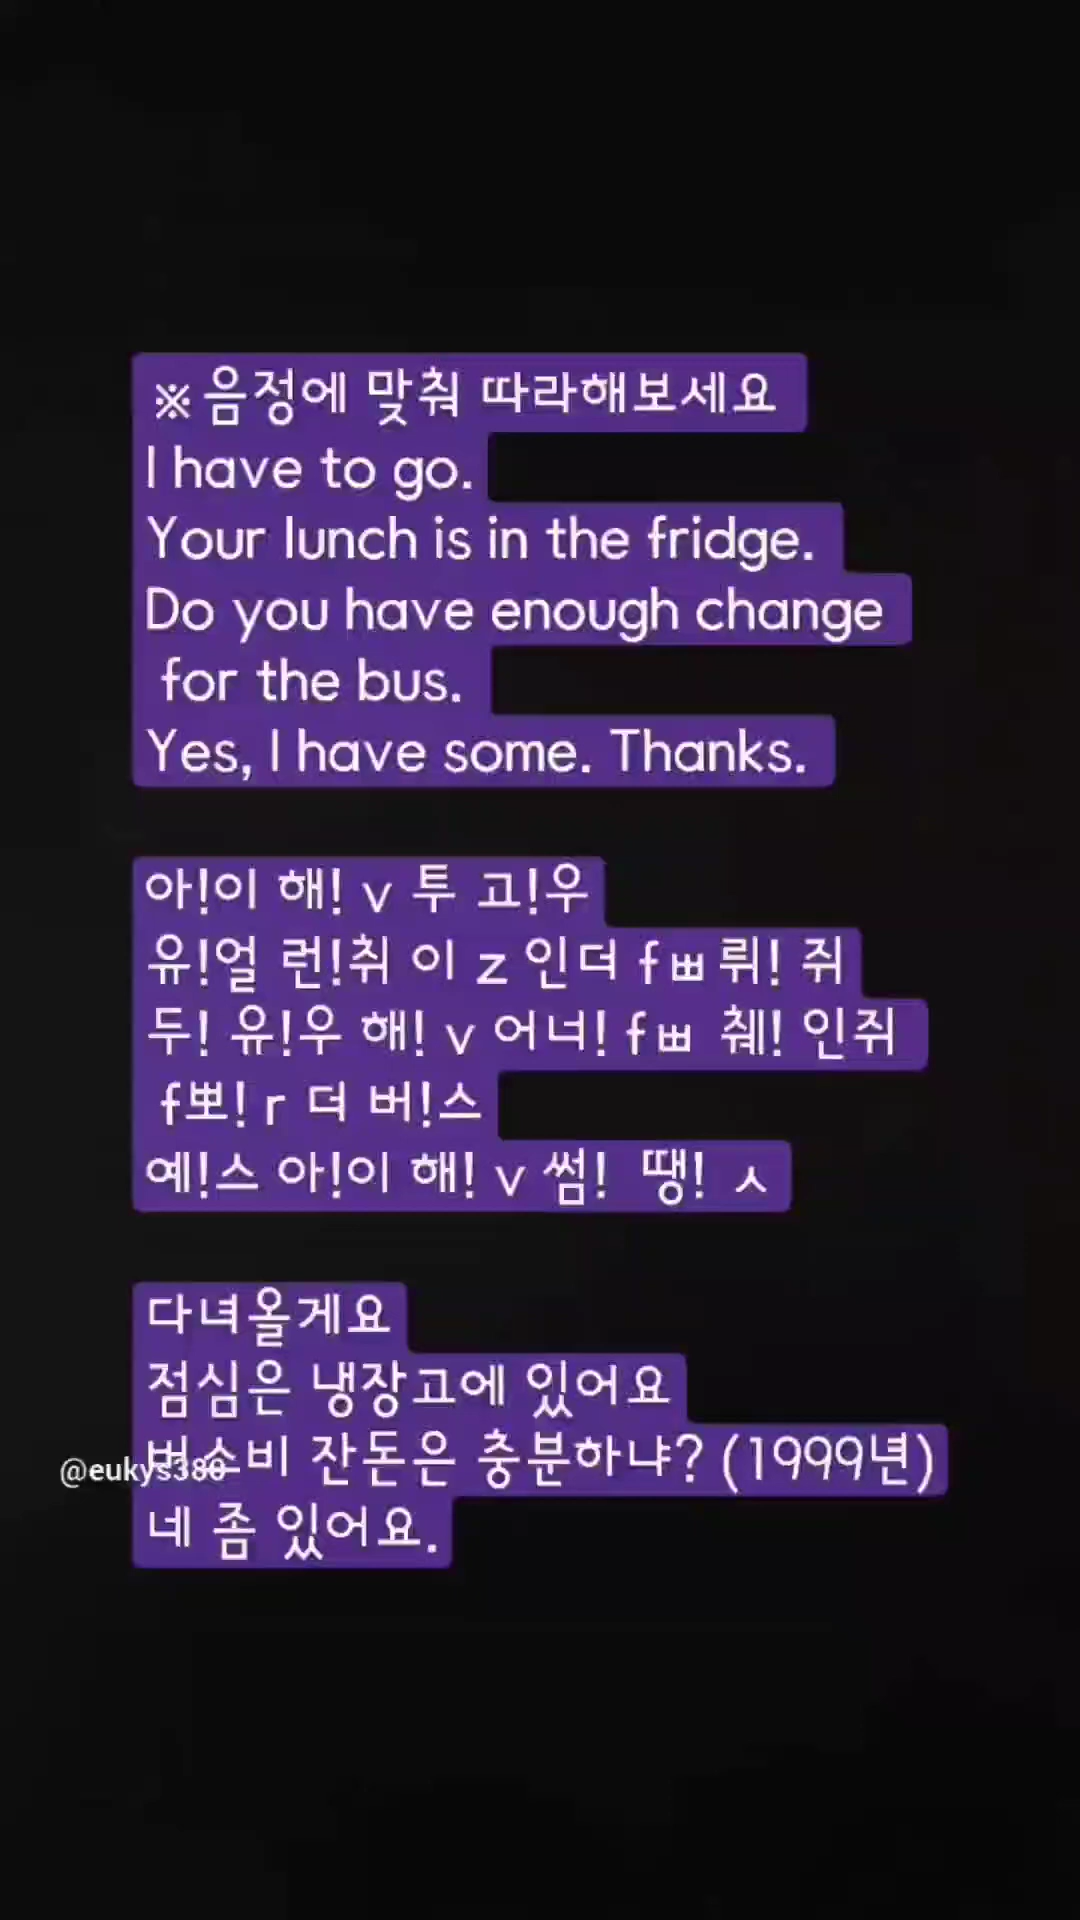 ※음정에 맞춰 따라해보세요
I have to go.
Your lunch is in the fridge.
Do you have enough change
for the bus.
Yes, I have some. Thanks.
아!이 해! v 투 고!우
유!얼 런!취 이 z 인더 fㅃ뤼! 쥐
두! 유!우 해! v 어너! fㅃ 췌! 인쥐
f뽀! r 더 버!스
예!스 아!이 해! v 썸! 땡! ㅅ
다녀올게요
점심은 냉장고에 있어요
버스비 잔돈은 충분하냐? (1999년)
@eukys380
네 좀 있어요.